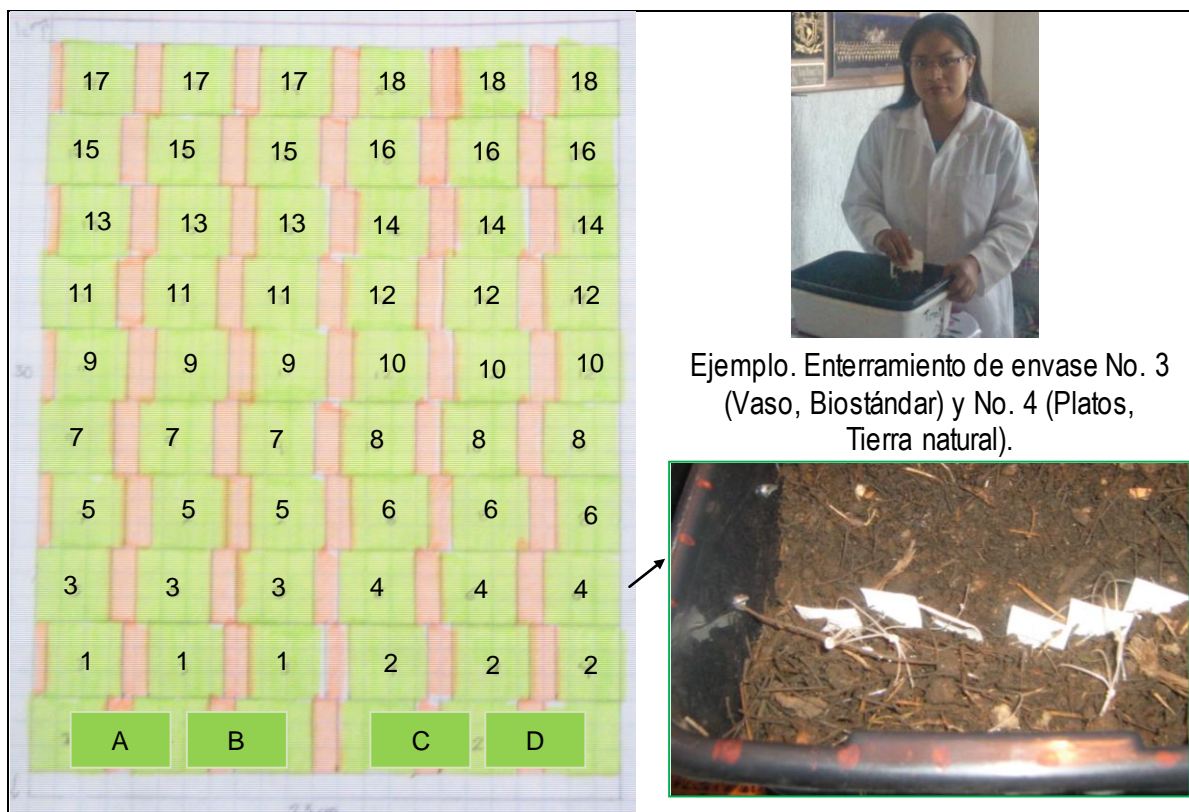 17 17 17 18 18 18
15 15 15 16 16 16
13 13 13 14 14 14
11 11 11 12 12 12
9 9 9 10 10 10
7 7 7 8 8 8
5 5 5 6 6 6
3 3 3 4 4 4
1 1 1 2 2 2
A B C D
30
Ejemplo. Enterramiento de envase No. 3
(Vaso, Biostándar) y No. 4 (Platos,
Tierra natural).